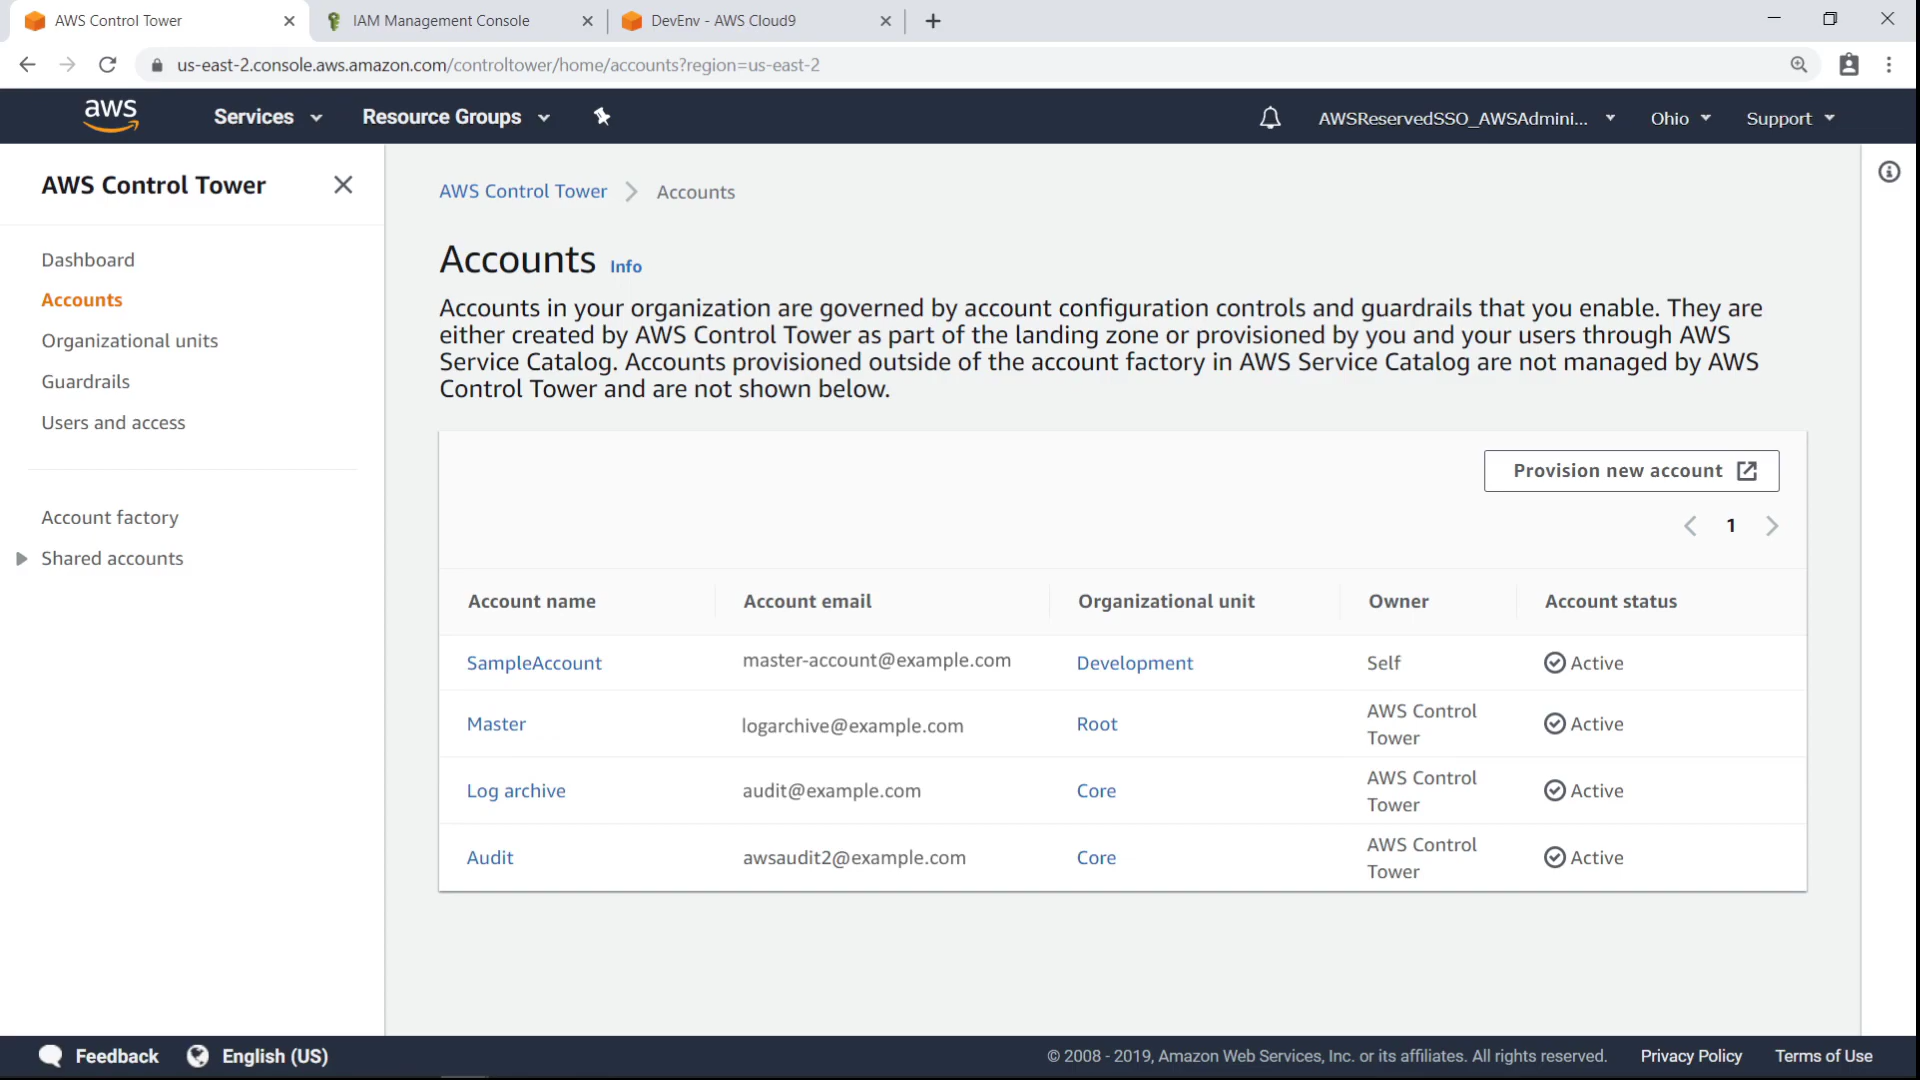 AWS Control Tower
IAM Management Console
DevEnv - AWS Cloud9
us-east-2.console.aws.amazon.com/controltower/home/accounts?region=us-east-2
aws
Services
Resource Groups
AWSReservedSSO_AWSAdmini...
Ohio
Support
AWS Control Tower
Dashboard
Accounts
Organizational units
Guardrails
Users and access
Account factory
Shared accounts
AWS Control Tower
Accounts
Accounts Info
Accounts in your organization are governed by account configuration controls and guardrails that you enable. They are
either created by AWS Control Tower as part of the landing zone or provisioned by you and your users through AWS
Service Catalog. Accounts provisioned outside of the account factory in AWS Service Catalog are not managed by AWS
Control Tower and are not shown below.
Provision new account
1
Account name Account email Organizational unit Owner Account status
SampleAccount master-account@example.com Development Self Active
Master logarchive@example.com Root AWS Control Active
Tower
Log archive audit@example.com Core AWS Control Active
Tower
Audit awsaudit2@example.com Core AWS Control Active
Tower
Feedback
English (US)
© 2008 - 2019, Amazon Web Services, Inc. or its affiliates. All rights reserved.
Privacy Policy
Terms of Use